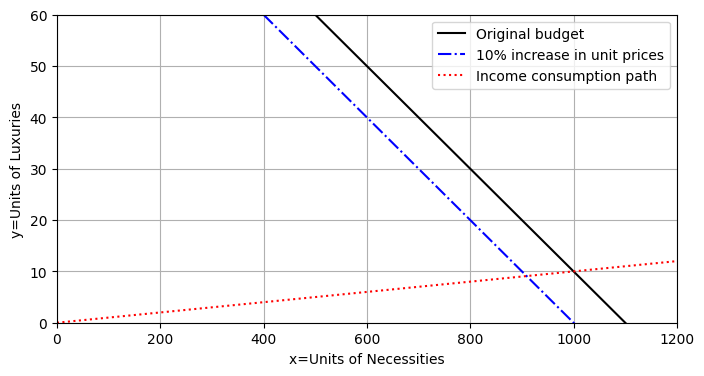 60
50
40
30
20
10
0
y=Units of Luxuries
Original budget
10% increase in unit prices
Income consumption path
0 200 400 600 800 1000 1200
x=Units of Necessities